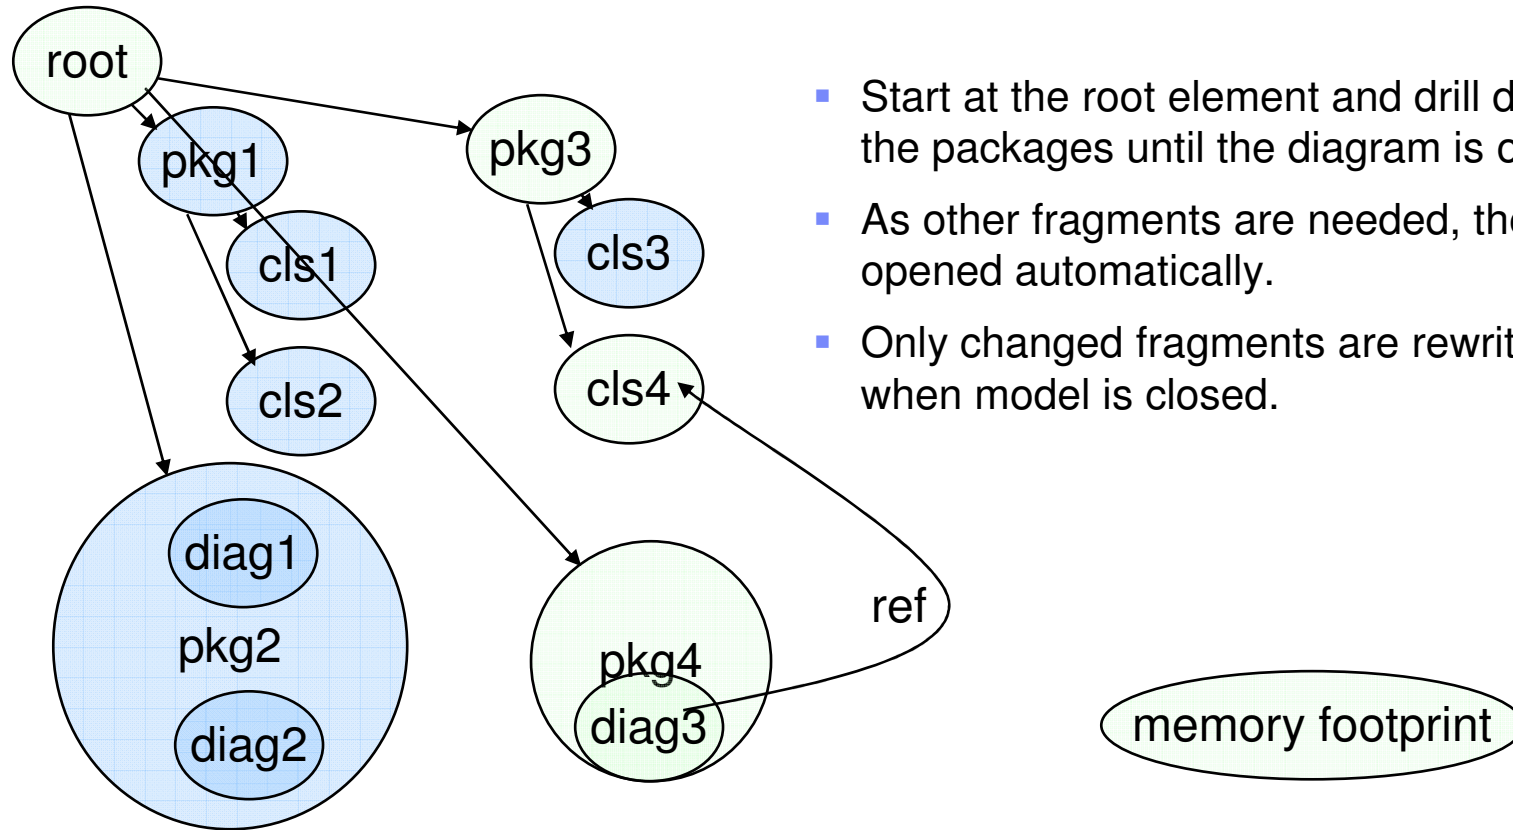 root
pkg1
pkg3
cls1
cls3
cls2
cls4
diag1
pkg2
diag2
pkg4
diag3
ref
Start at the root element and drill
the packages until the diagram is
As other fragments are needed,
opened automatically.
Only changed fragments are
when model is closed.
memory footprint